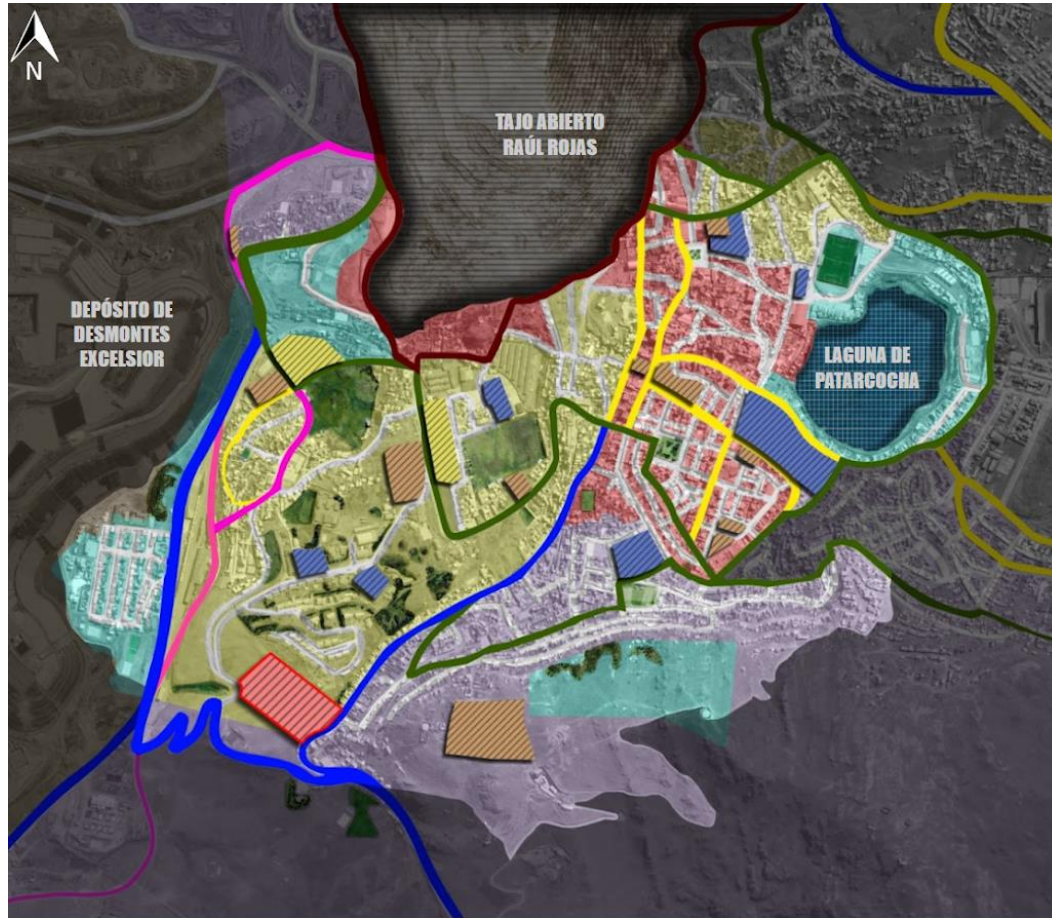 N
TAJO ABIERTO
RAÚL ROJAS
DEPÓSITO DE
DESMONTES
EXCELSIOR
LAGUNA DE
PATARCOCHA